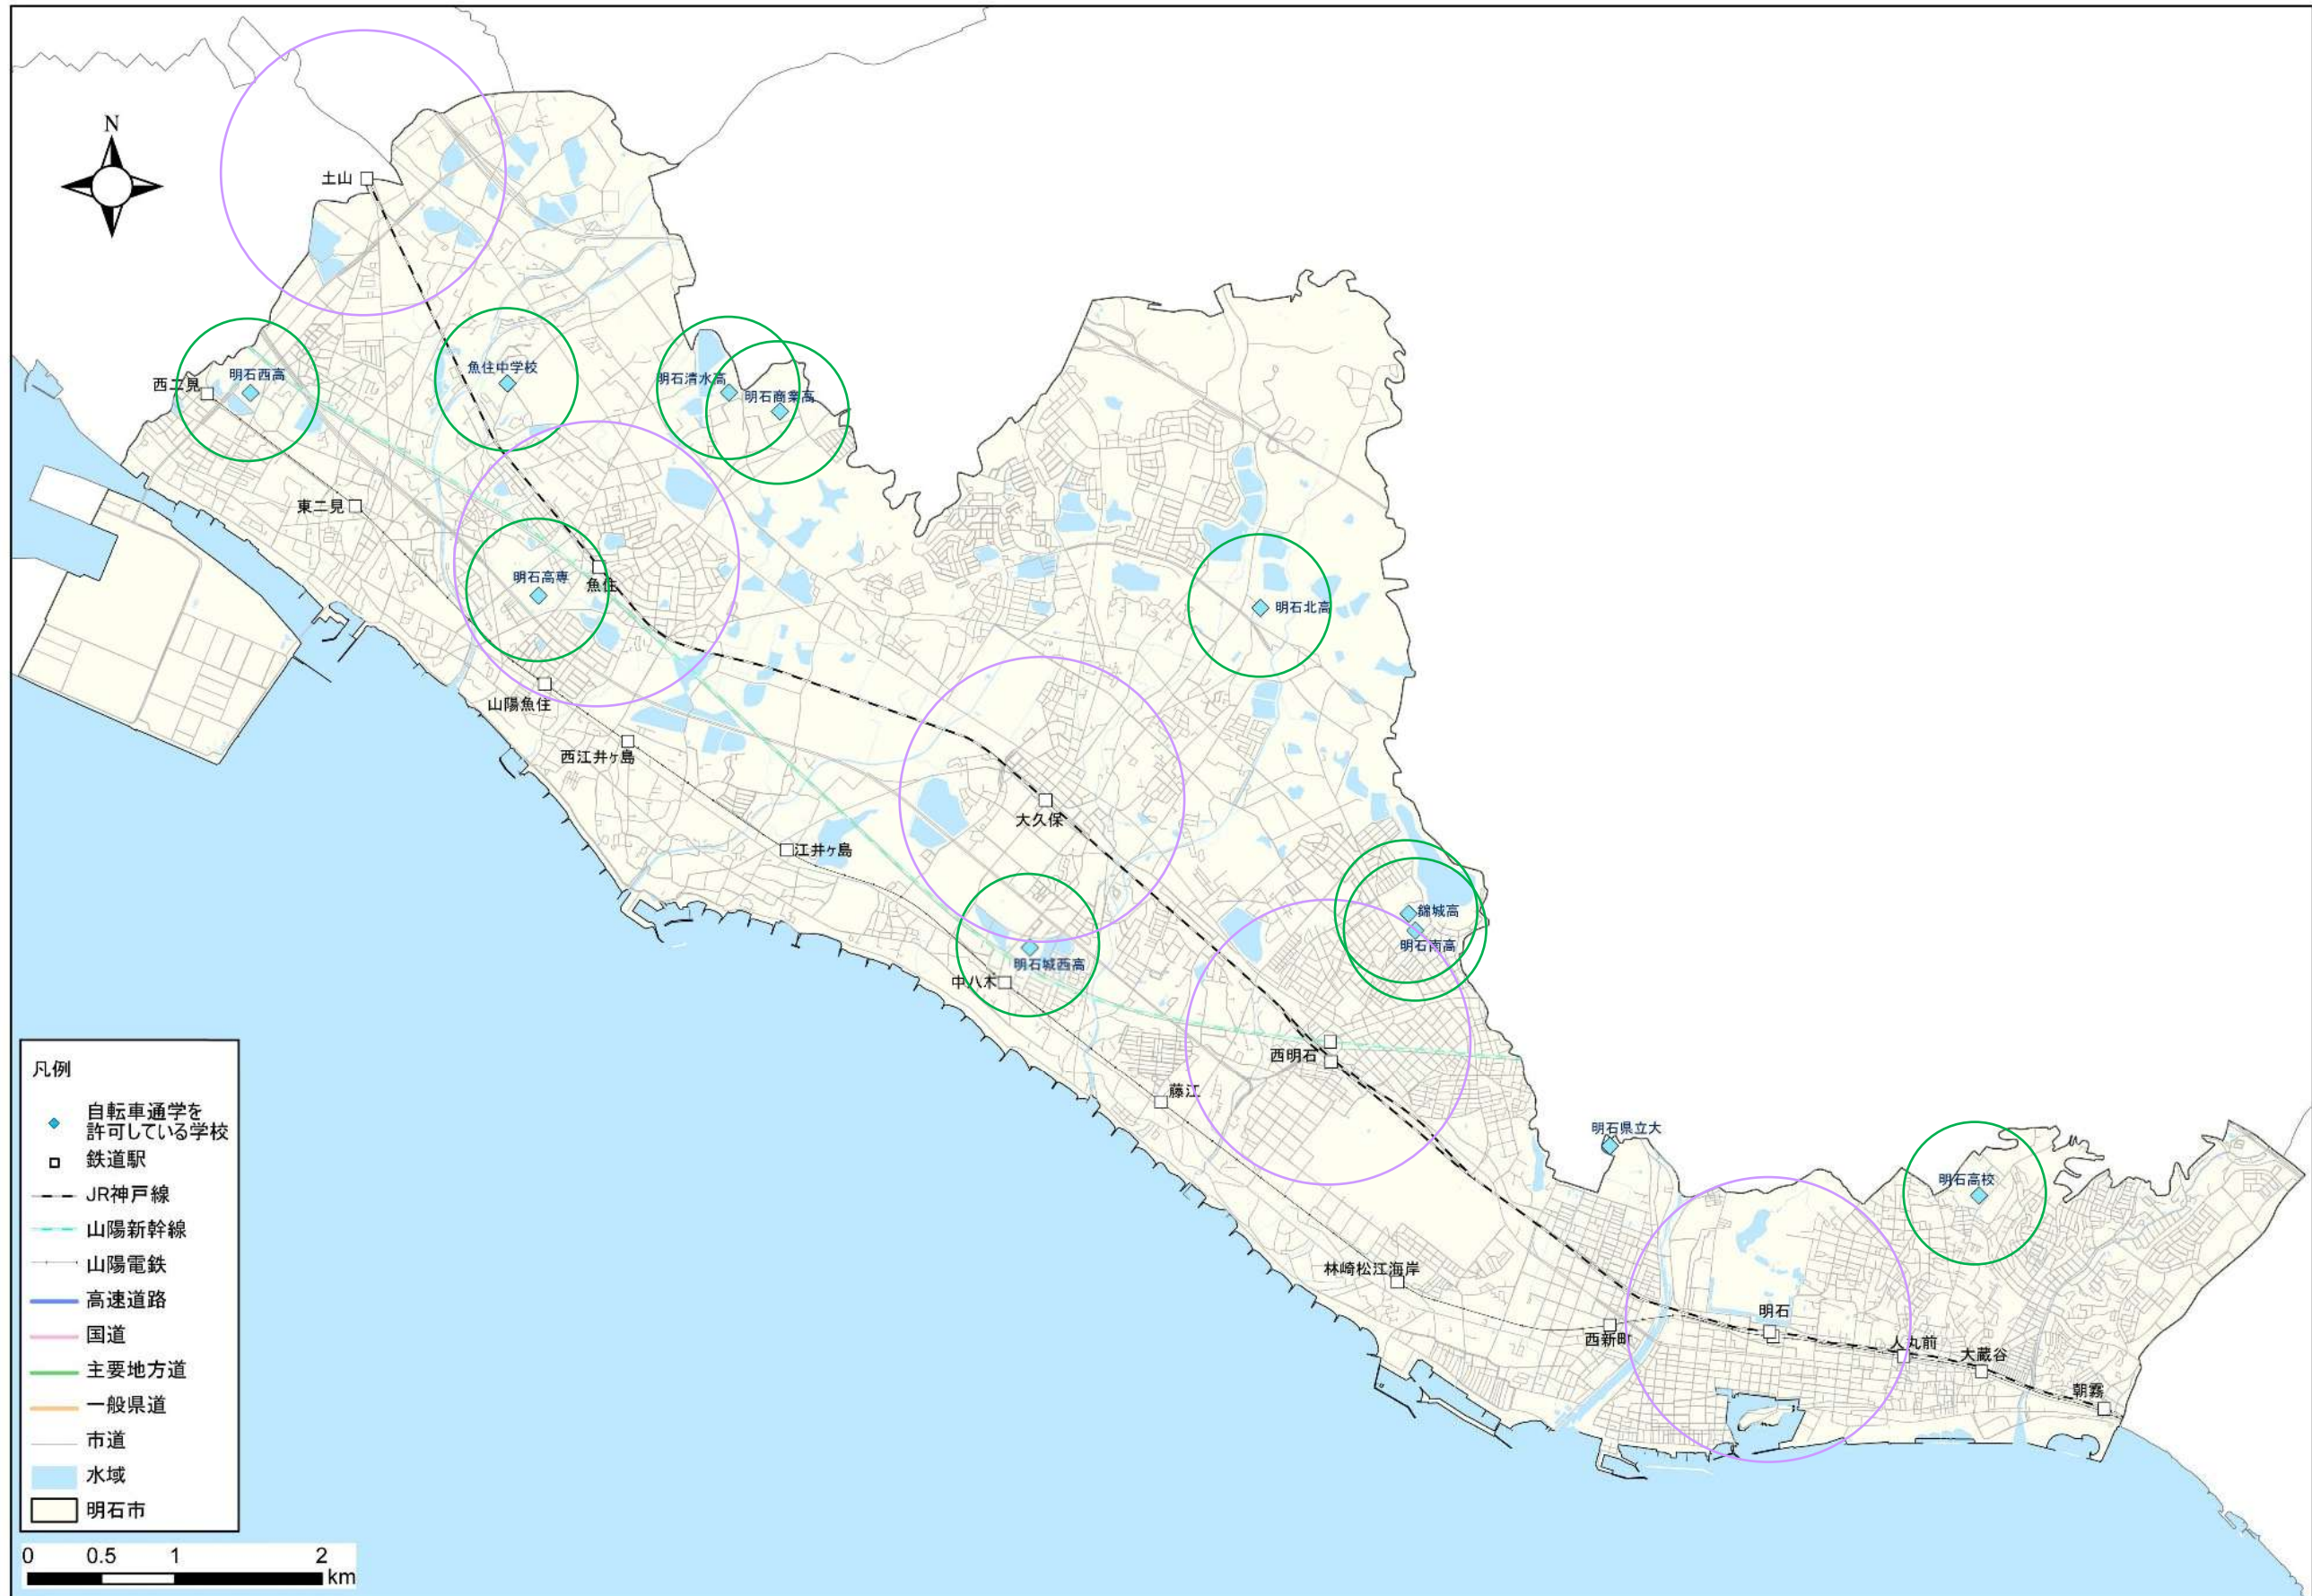 N
土山
明石西高
西二見
魚住中学校
明石清水高
明石商業高
東二見
明石高専
魚住
明石北高
山陽魚住
西江井ヶ島
大久保
江井ヶ島
錦城高
明石南高
明石城西高
中八木
西明石
藤江
明石県立大
明石高校
林崎松江海岸
西新町
明石
人丸前
大蔵谷
朝霧
凡例
自転車通学を
許可している学校
鉄道駅
JR神戸線
山陽新幹線
山陽電鉄
高速道路
国道
主要地方道
一般県道
市道
水域
明石市
0 0.5 1 2
km